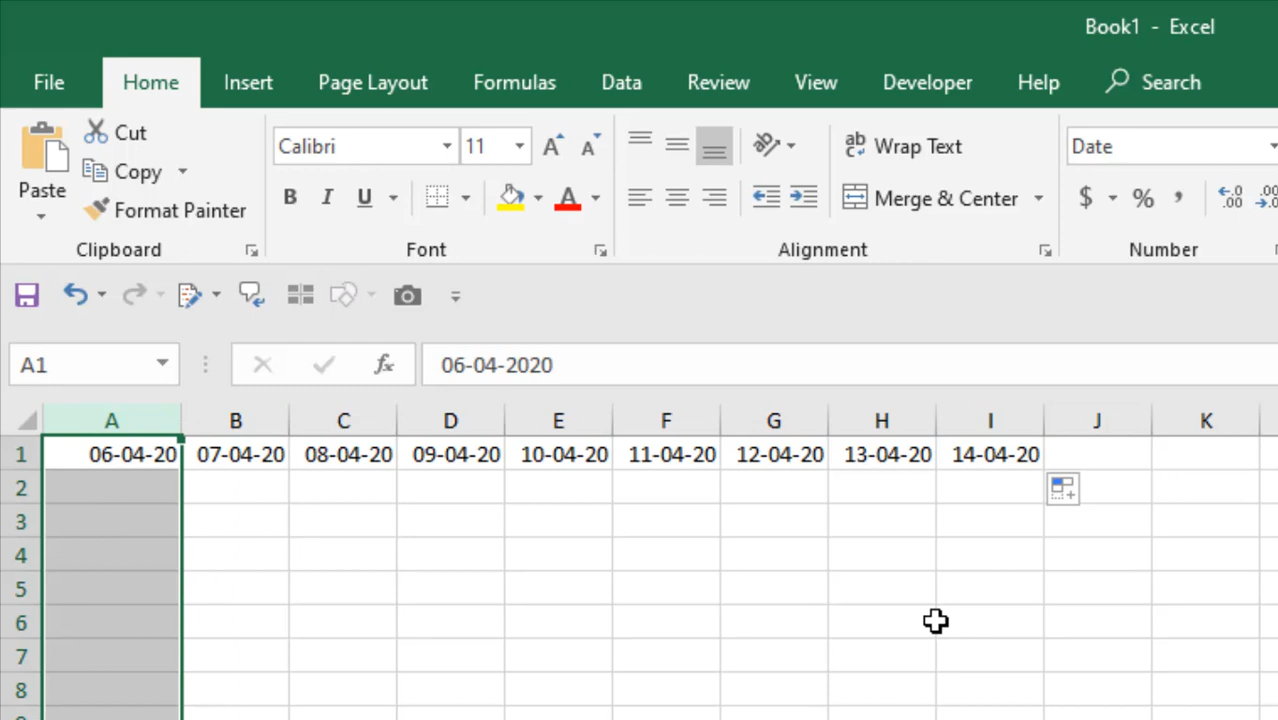 Book1 - Excel
File Home Insert Page Layout Formulas Data Review View Developer Help Search
Paste Cut Copy Format Painter
Calibri 11 A A Wrap Text Date
B I U A Merge & Center $ % , .00
Clipboard Font Alignment Number
A1 fx 06-04-2020
A B C D E F G H I J K
1 06-04-20 07-04-20 08-04-20 09-04-20 10-04-20 11-04-20 12-04-20 13-04-20 14-04-20
2
3
4
5
6
7
8